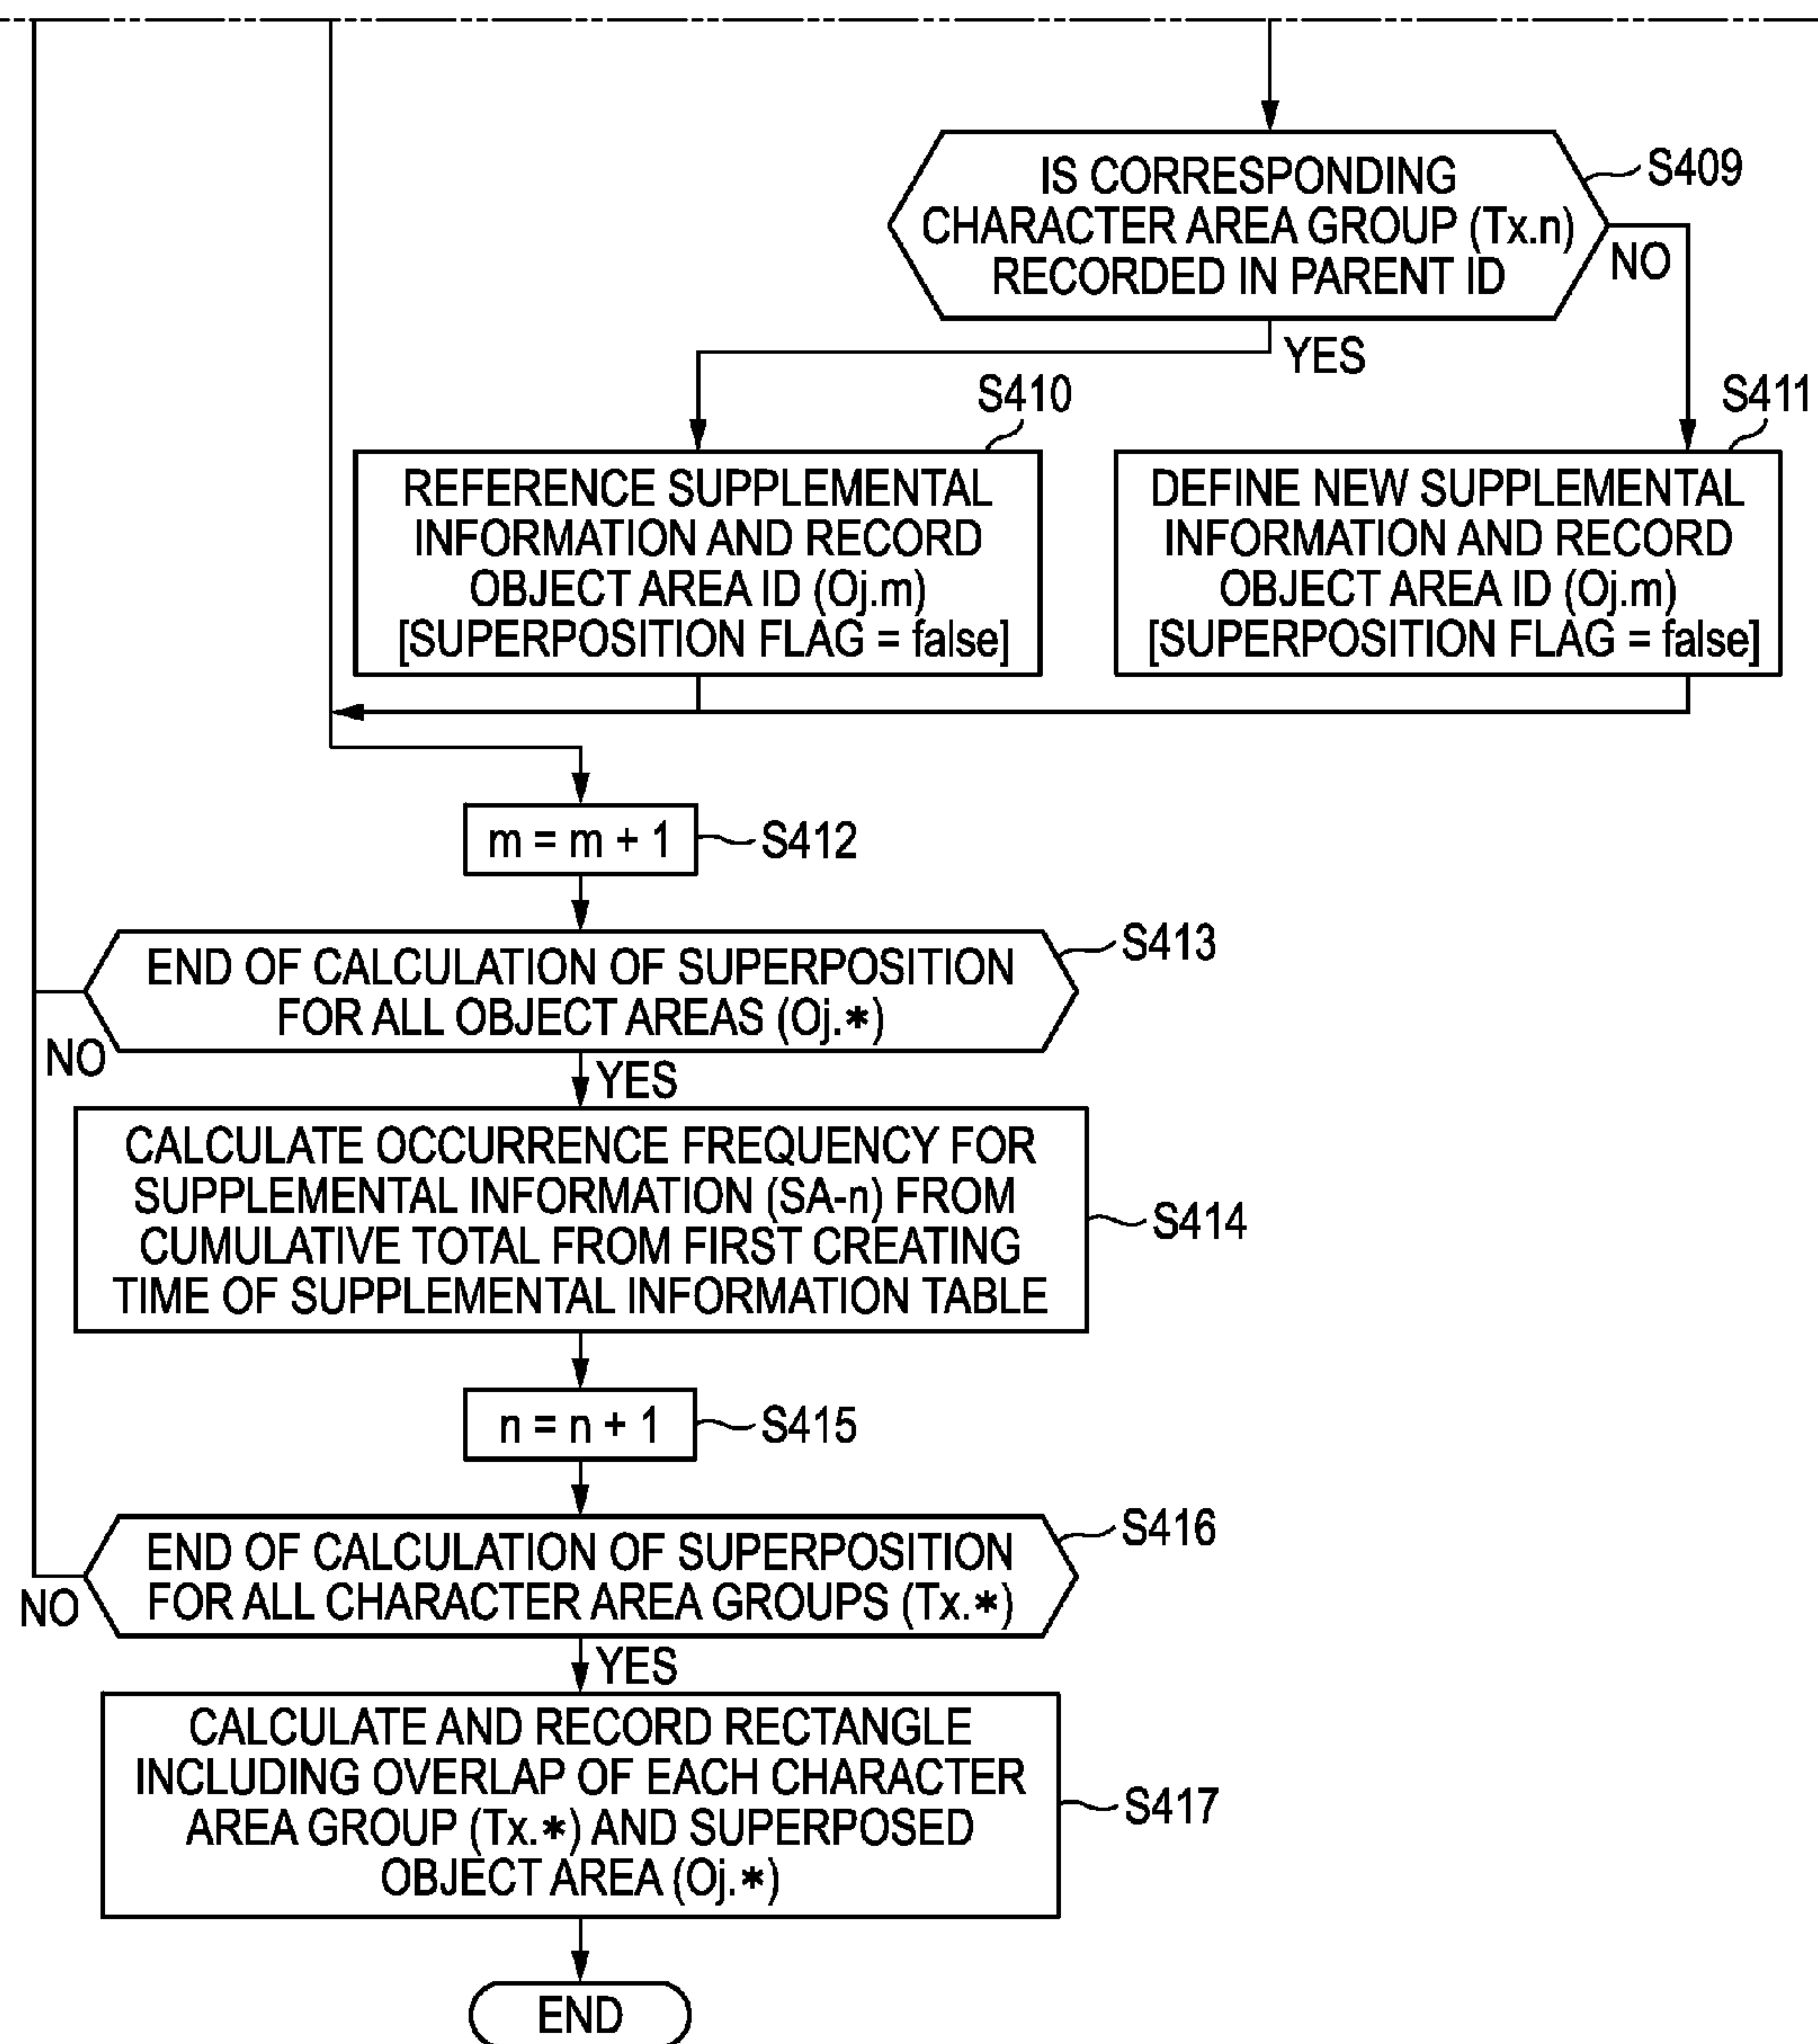 IS CORRESPONDING
CHARACTER AREA GROUP (Tx.n)
RECORDED IN PARENT ID
S409
NO
YES
S410
S411
REFERENCE SUPPLEMENTAL
INFORMATION AND RECORD
OBJECT AREA ID (Oj.m)
[SUPERPOSITION FLAG = false]
DEFINE NEW SUPPLEMENTAL
INFORMATION AND RECORD
OBJECT AREA ID (Oj.m)
[SUPERPOSITION FLAG = false]
m = m + 1
S412
END OF CALCULATION OF SUPERPOSITION
FOR ALL OBJECT AREAS (Oj.*)
S413
NO
YES
CALCULATE OCCURRENCE FREQUENCY FOR
SUPPLEMENTAL INFORMATION (SA-n) FROM
CUMULATIVE TOTAL FROM FIRST CREATING
TIME OF SUPPLEMENTAL INFORMATION TABLE
S414
n = n + 1
S415
END OF CALCULATION OF SUPERPOSITION
FOR ALL CHARACTER AREA GROUPS (Tx.*)
S416
NO
YES
CALCULATE AND RECORD RECTANGLE
INCLUDING OVERLAP OF EACH CHARACTER
AREA GROUP (Tx.*) AND SUPERPOSED
OBJECT AREA (Oj.*)
S417
END